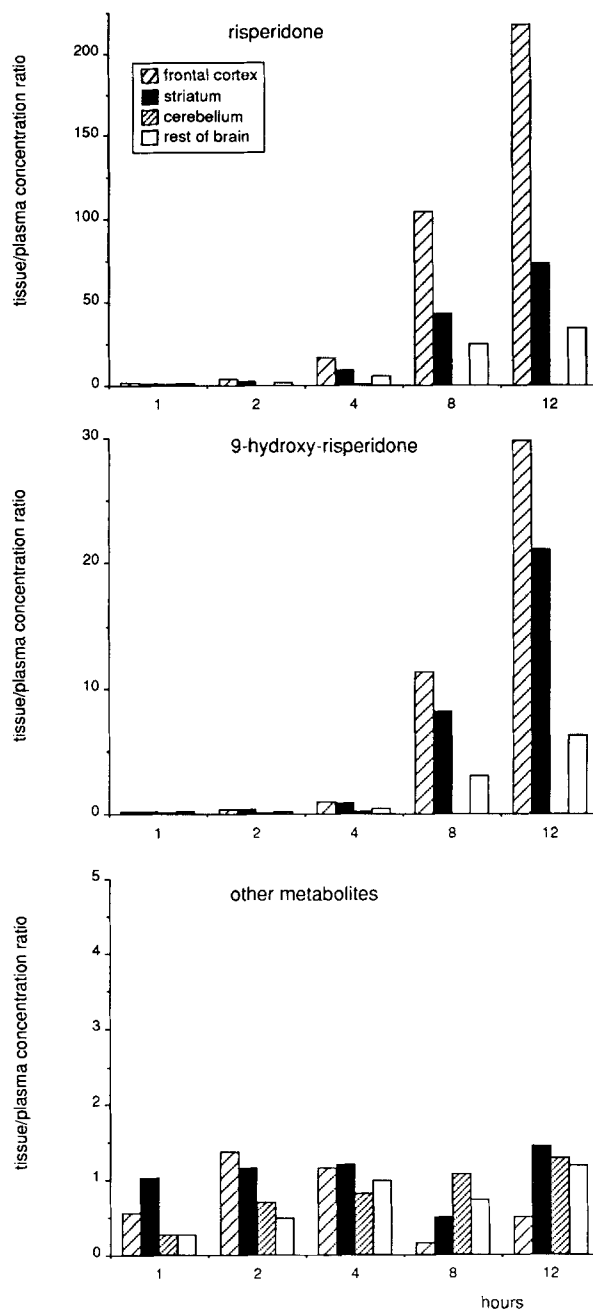 risperidone
frontal cortex
striatum
cerebellum
rest of brain
tissue/plasma concentration ratio
225
200
150
100
50
0
1 2 4 8 12
9-hydroxy-risperidone
tissue/plasma concentration ratio
30
20
10
0
1 2 4 8 12
other metabolites
tissue/plasma concentration ratio
5
4
3
2
1
0
1 2 4 8 12
hours